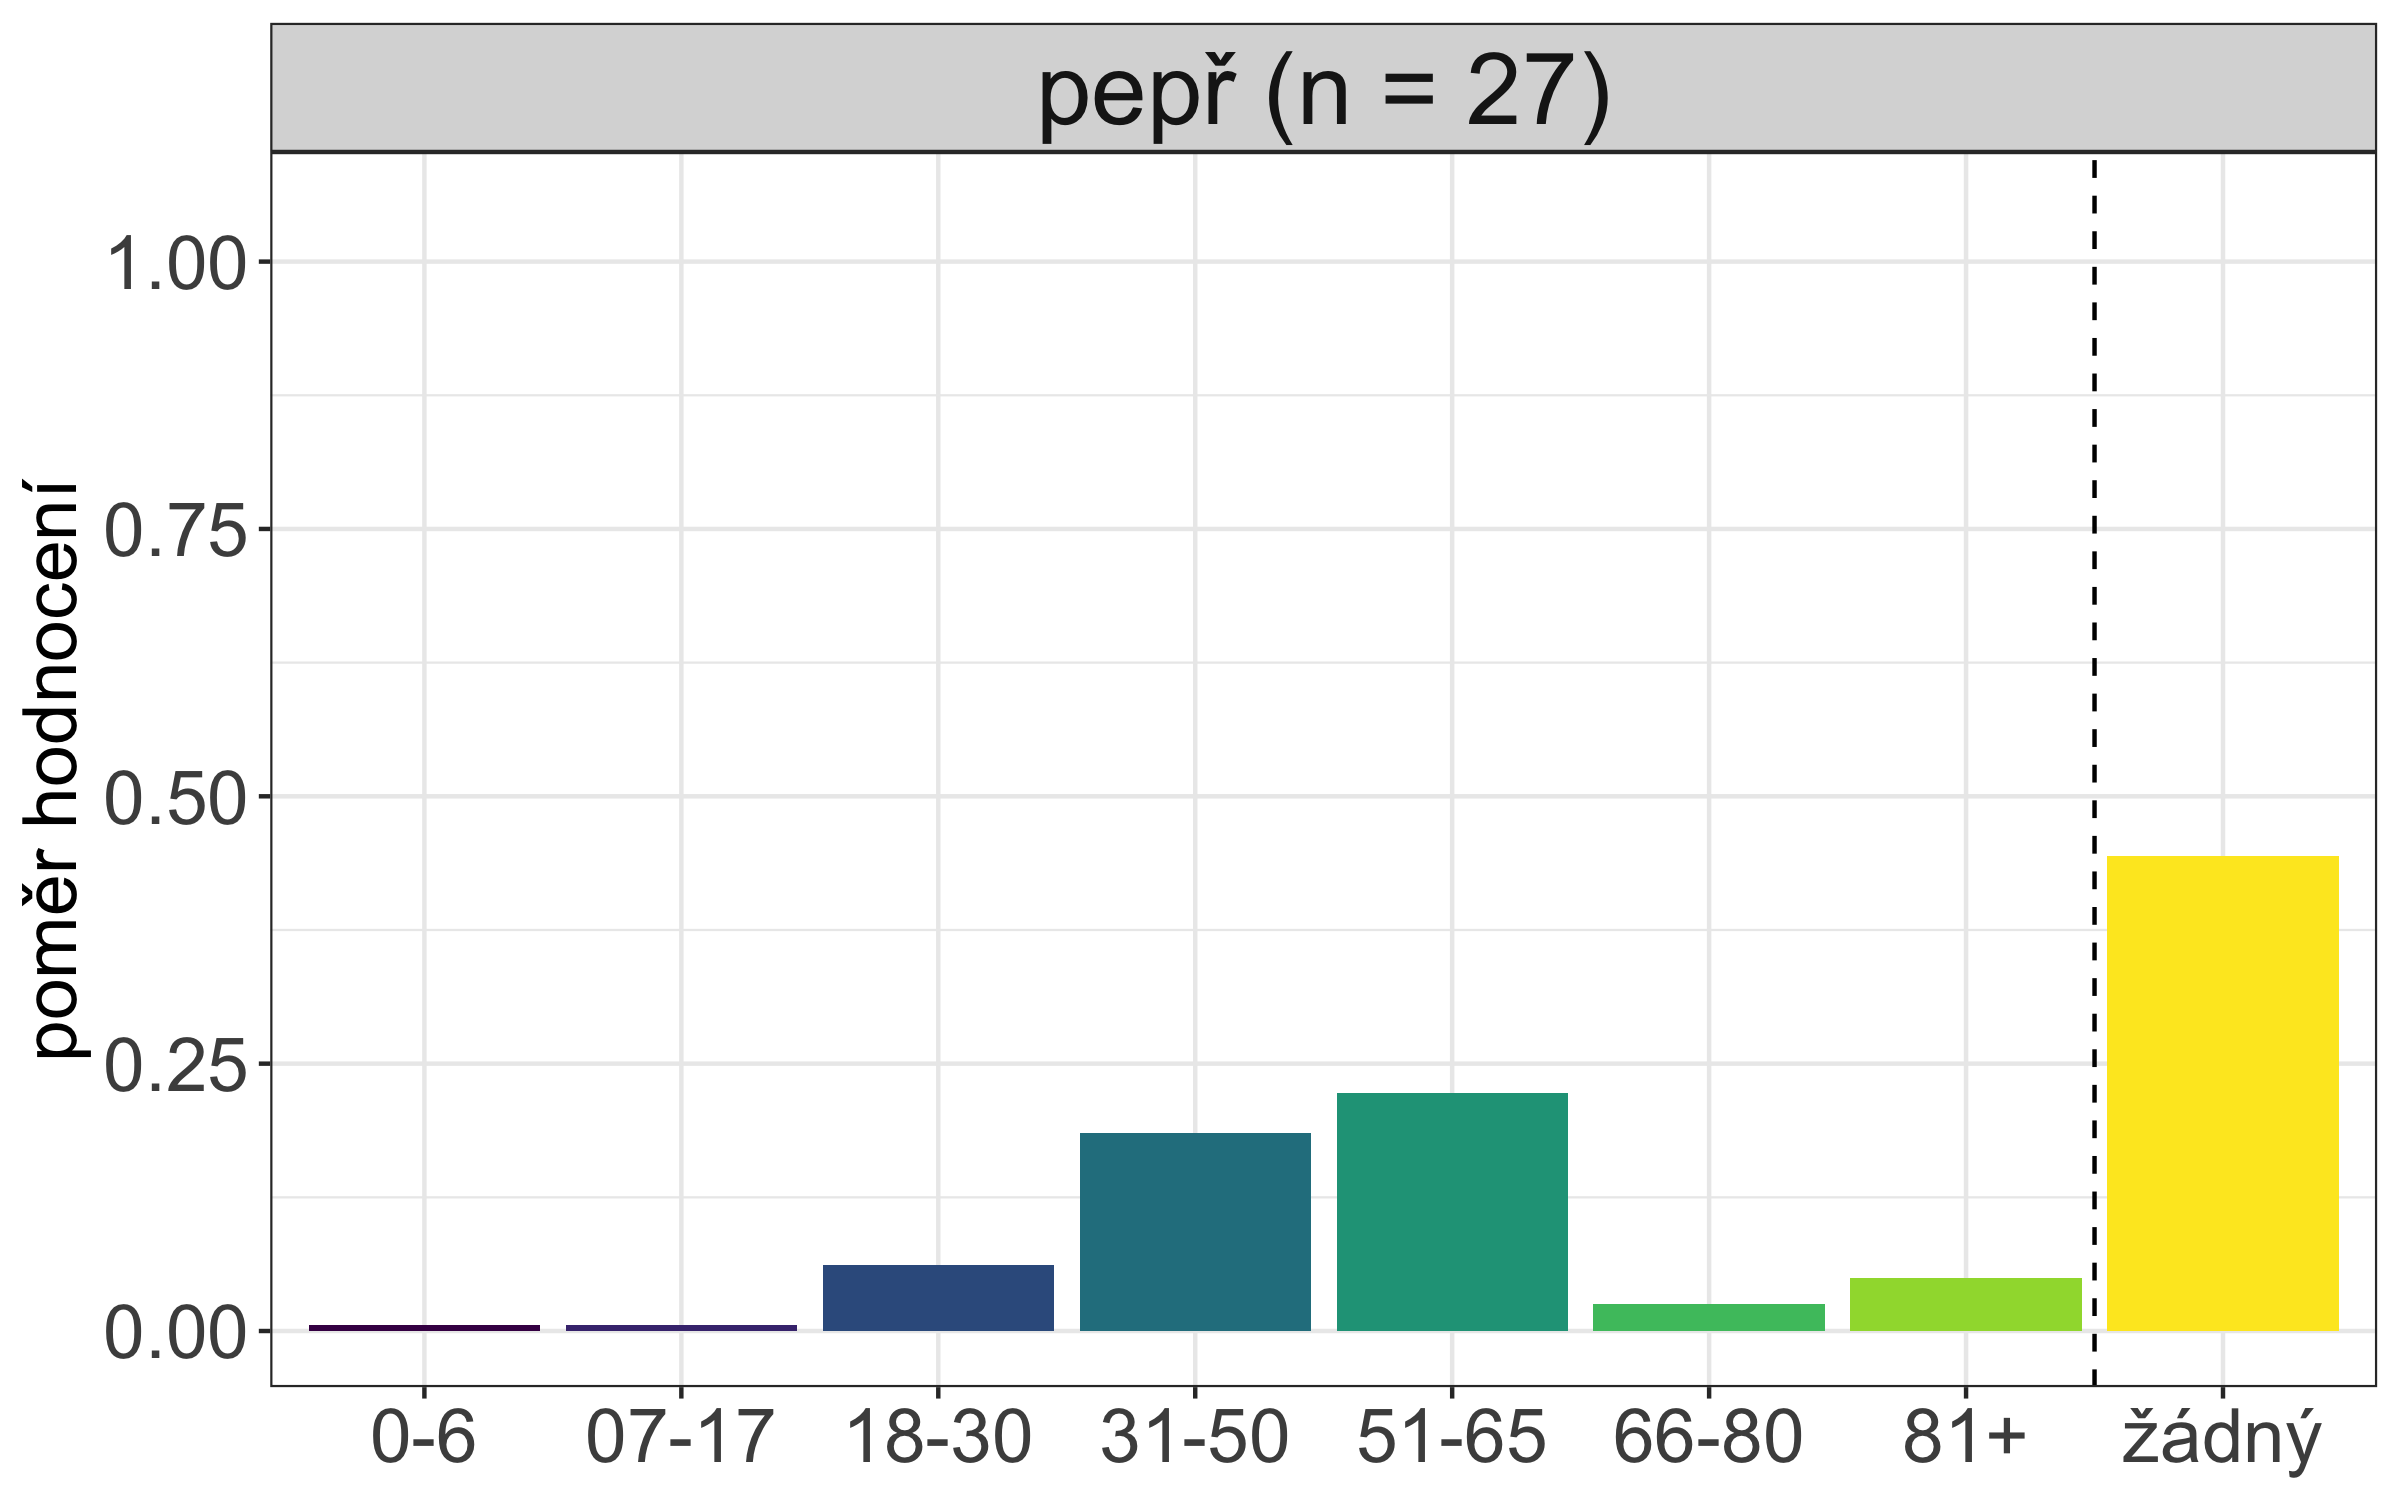 pepř (n = 27)
poměr hodnocení
1.00
0.75
0.50
0.25
0.00
0-6 07-17 18-30 31-50 51-65 66-80 81+ žádný